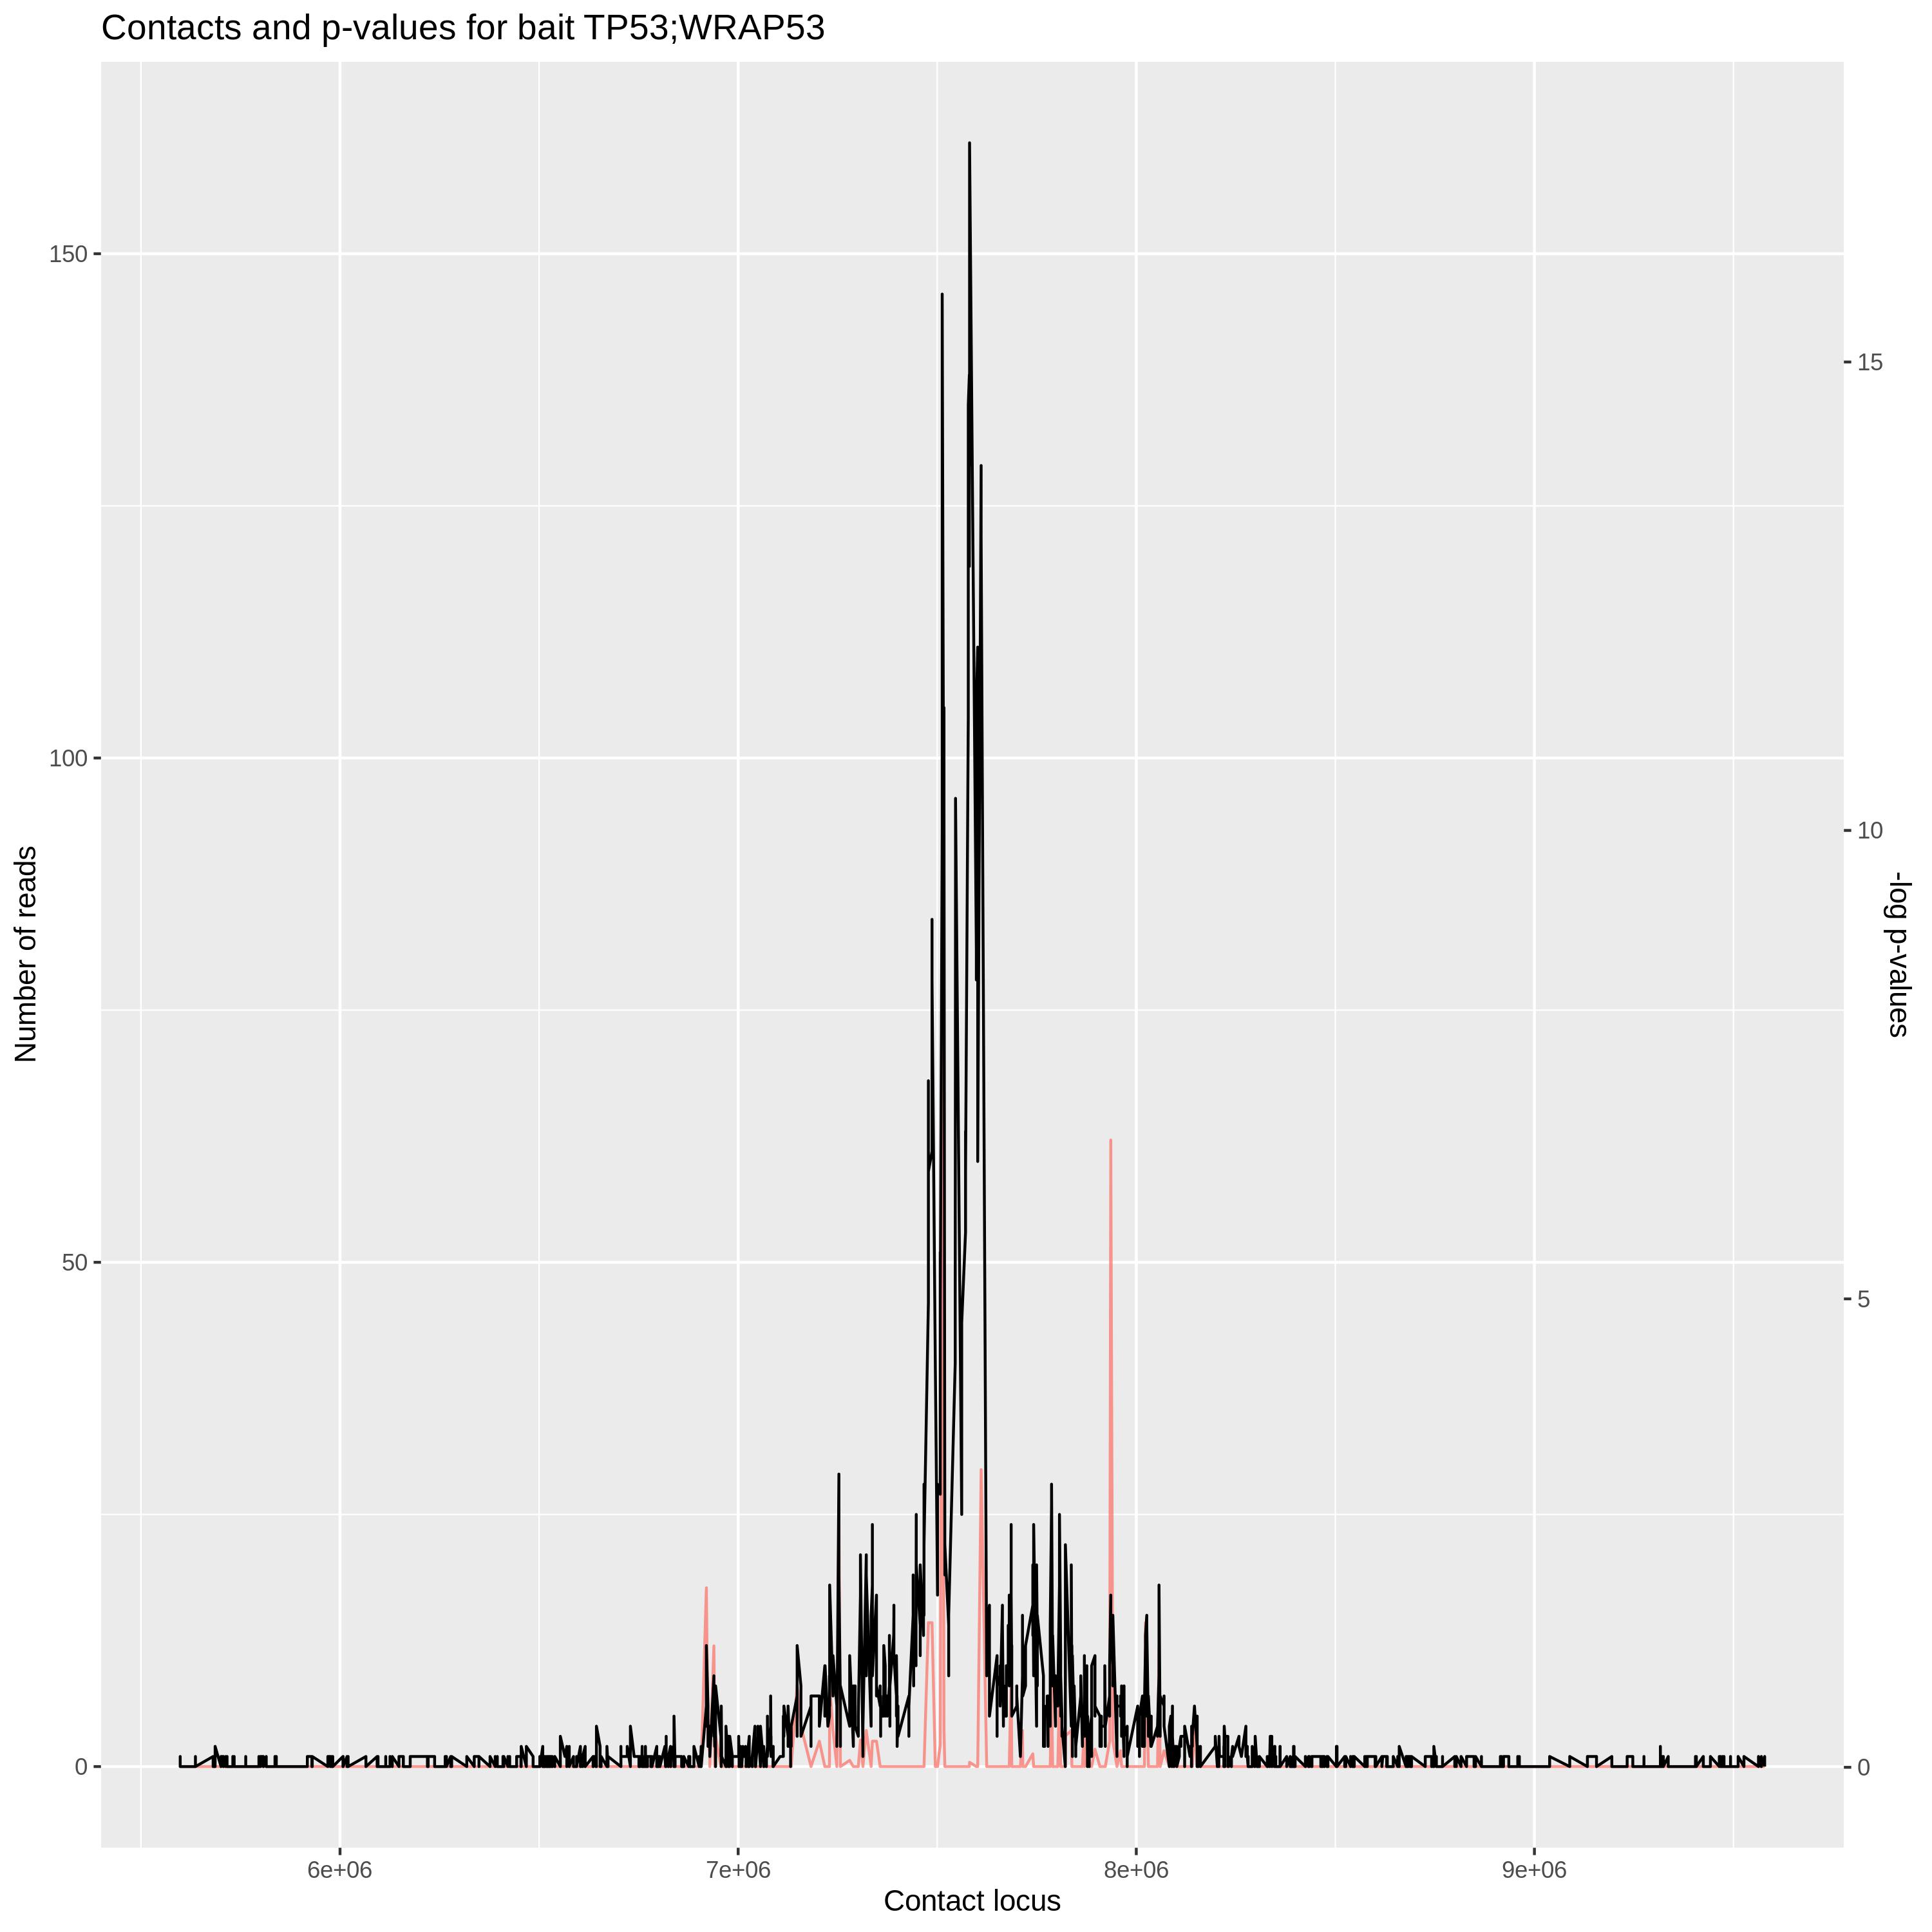 Contacts and p-values for bait TP53;WRAP53
150
100
50
0
15
10
5
0
Number of reads
-log p-values
6e+06
7e+06
8e+06
9e+06
Contact locus